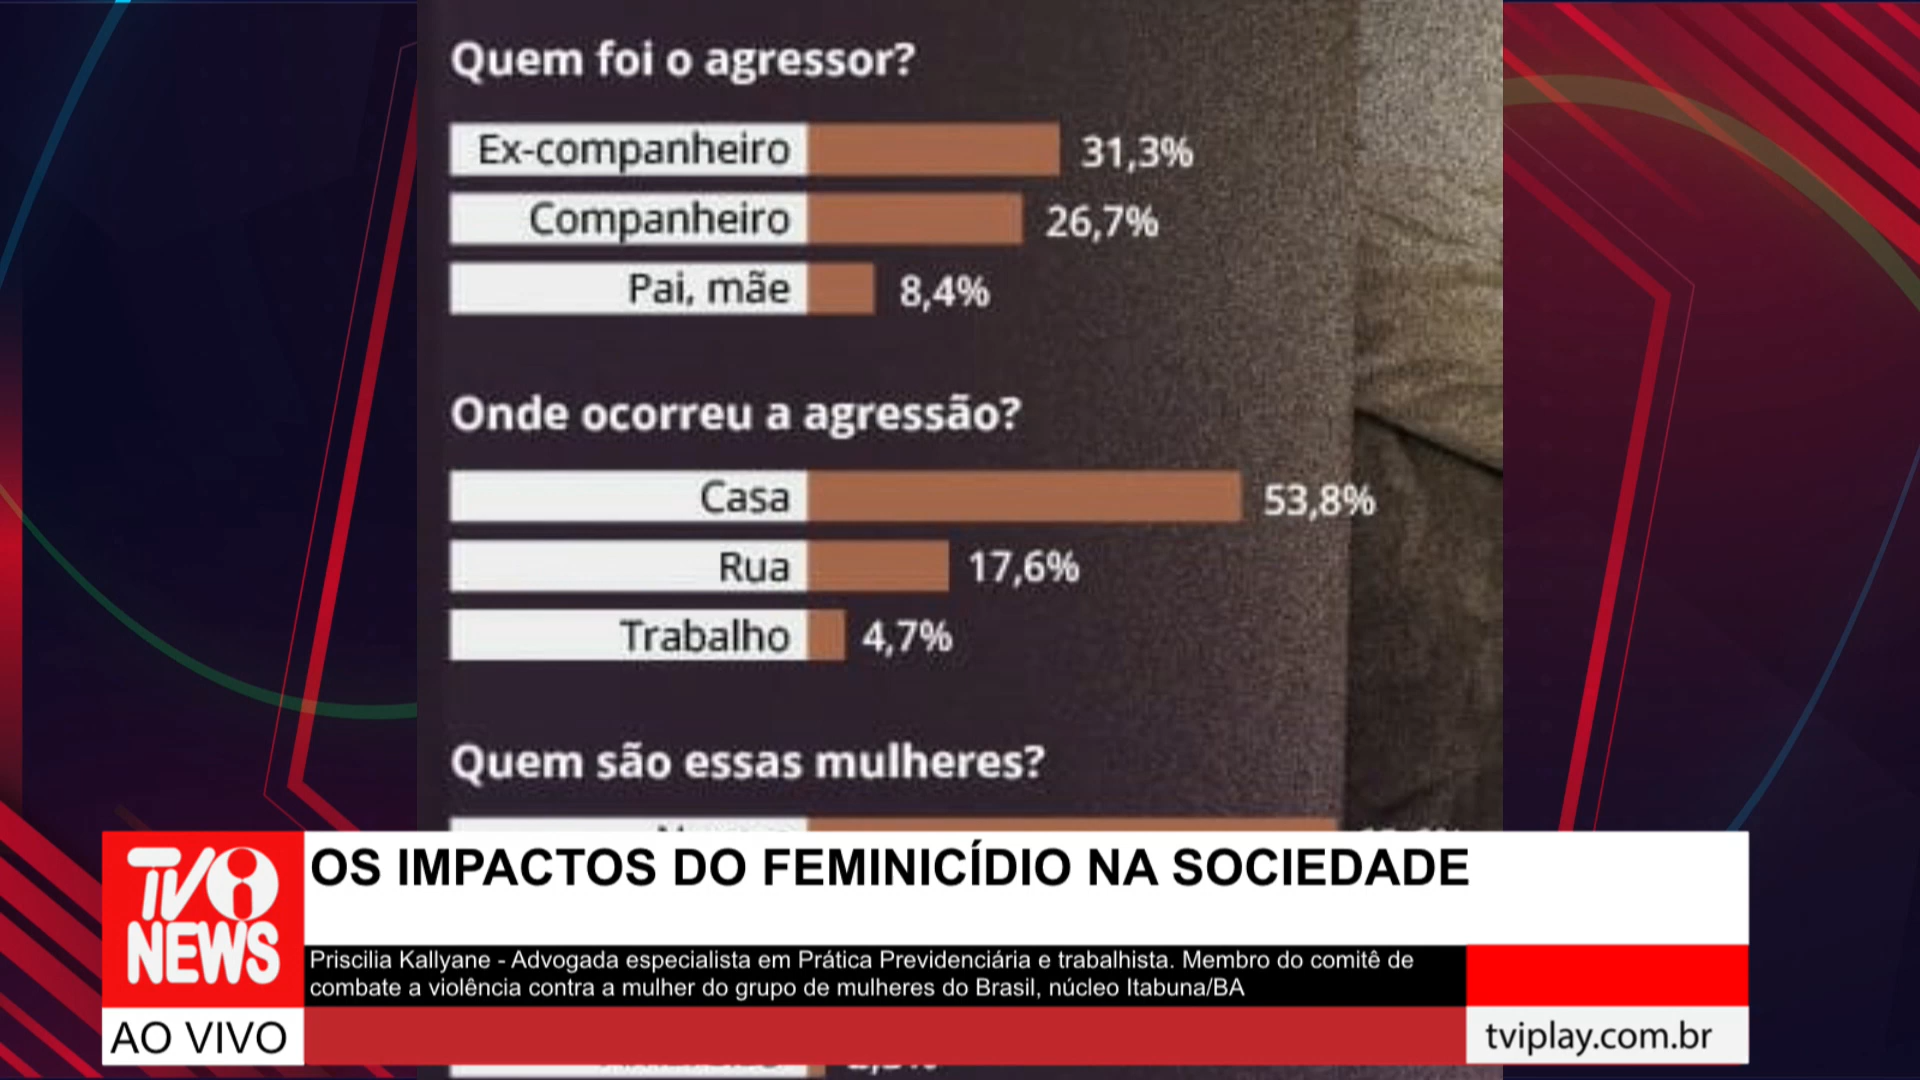 Quem foi o agressor?
Ex-companheiro 31,3%
Companheiro 26,7%
Pai, mãe 8,4%
Onde ocorreu a agressão?
Casa 53,8%
Rua 17,6%
Trabalho 4,7%
Quem são essas mulheres?
TVi NEWS
OS IMPACTOS DO FEMINICÍDIO NA SOCIEDADE
Priscilia Kallyane - Advogada especialista em Prática Previdenciária e trabalhista. Membro do comitê de
combate a violência contra a mulher do grupo de mulheres do Brasil, núcleo Itabuna/BA
AO VIVO
tviplay.com.br